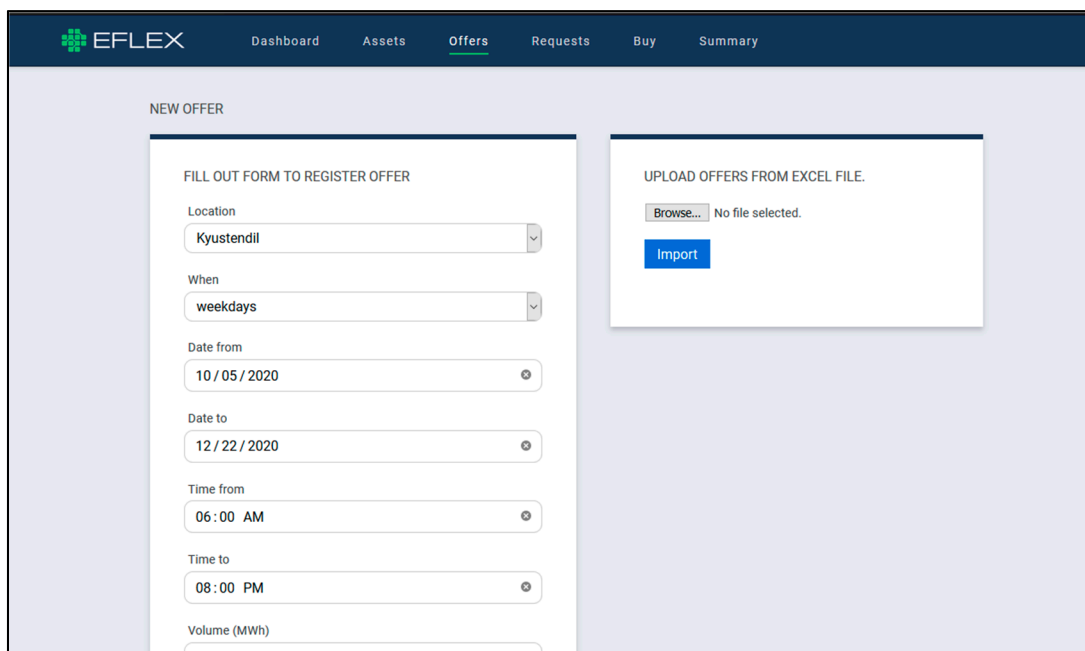 EFLEX Dashboard Assets Offers Requests Buy Summary
NEW OFFER
FILL OUT FORM TO REGISTER OFFER
Location
Kyustendil
When
weekdays
Date from
10/05/2020
Date to
12/22/2020
Time from
06:00 AM
Time to
08:00 PM
Volume (MWh)
UPLOAD OFFERS FROM EXCEL FILE.
Browse... No file selected.
Import